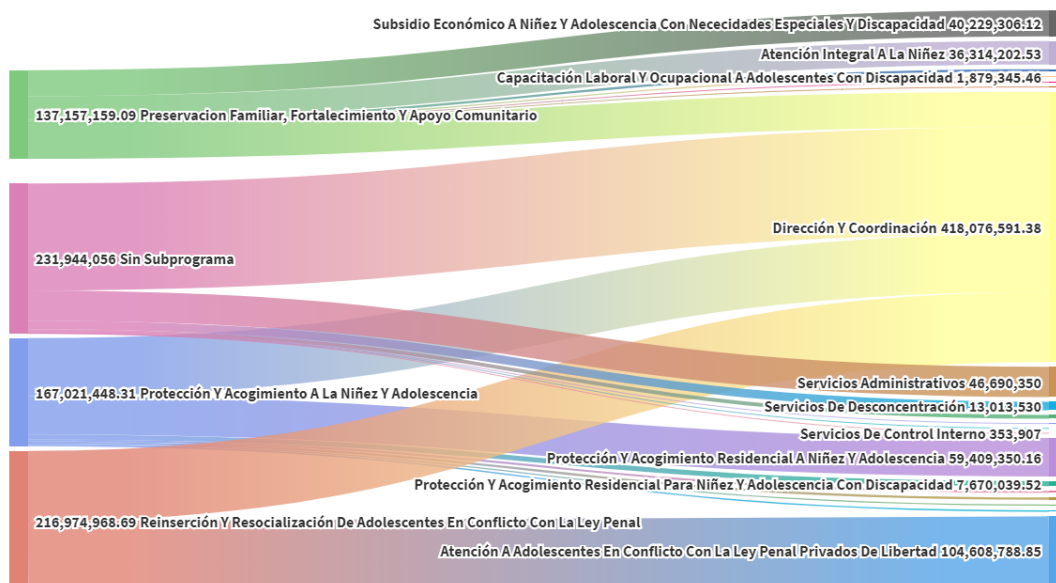 Subsidio Económico A Niñez Y Adolescencia Con Nececidades Especiales Y Discapacidad 40,229,306.12
Atención Integral A La Niñez 36,314,202.53
Capacitación Laboral Y Ocupacional A Adolescentes Con Discapacidad 1,879,345.46
137,157,159.09 Preservacion Familiar, Fortalecimiento Y Apoyo Comunitario
Dirección Y Coordinación 418,076,591.38
231,944,056 Sin Subprograma
Servicios Administrativos 46,690,350
167,021,448.31 Protección Y Acogimiento A La Niñez Y Adolescencia
Servicios De Desconcentración 13,013,530
Servicios De Control Interno 353,907
Protección Y Acogimiento Residencial A Niñez Y Adolescencia 59,409,350.16
Protección Y Acogimiento Residencial Para Niñez Y Adolescencia Con Discapacidad 7,670,039.52
216,974,968.69 Reinserción Y Resocialización De Adolescentes En Conflicto Con La Ley Penal
Atención A Adolescentes En Conflicto Con La Ley Penal Privados De Libertad 104,608,788.85